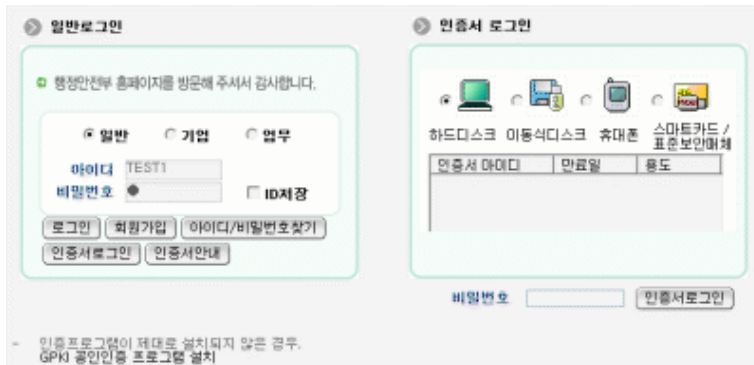 일반로그인
행정안전부 홈페이지를 방문해 주셔서 감사합니다.
일반 기업 업무
아이디 TEST1
비밀번호 ID저장
로그인 회원가입 아이디/비밀번호찾기
인증서로그인 인증서안내
인증서 로그인
하드디스크 이동식디스크 휴대폰 스마트카드 /
표준보안매체
인증서 아이디 만료일 용도
비밀번호 인증서로그인
- 인증프로그램이 제대로 설치되지 않은 경우.
GPKI 공인인증 프로그램 설치